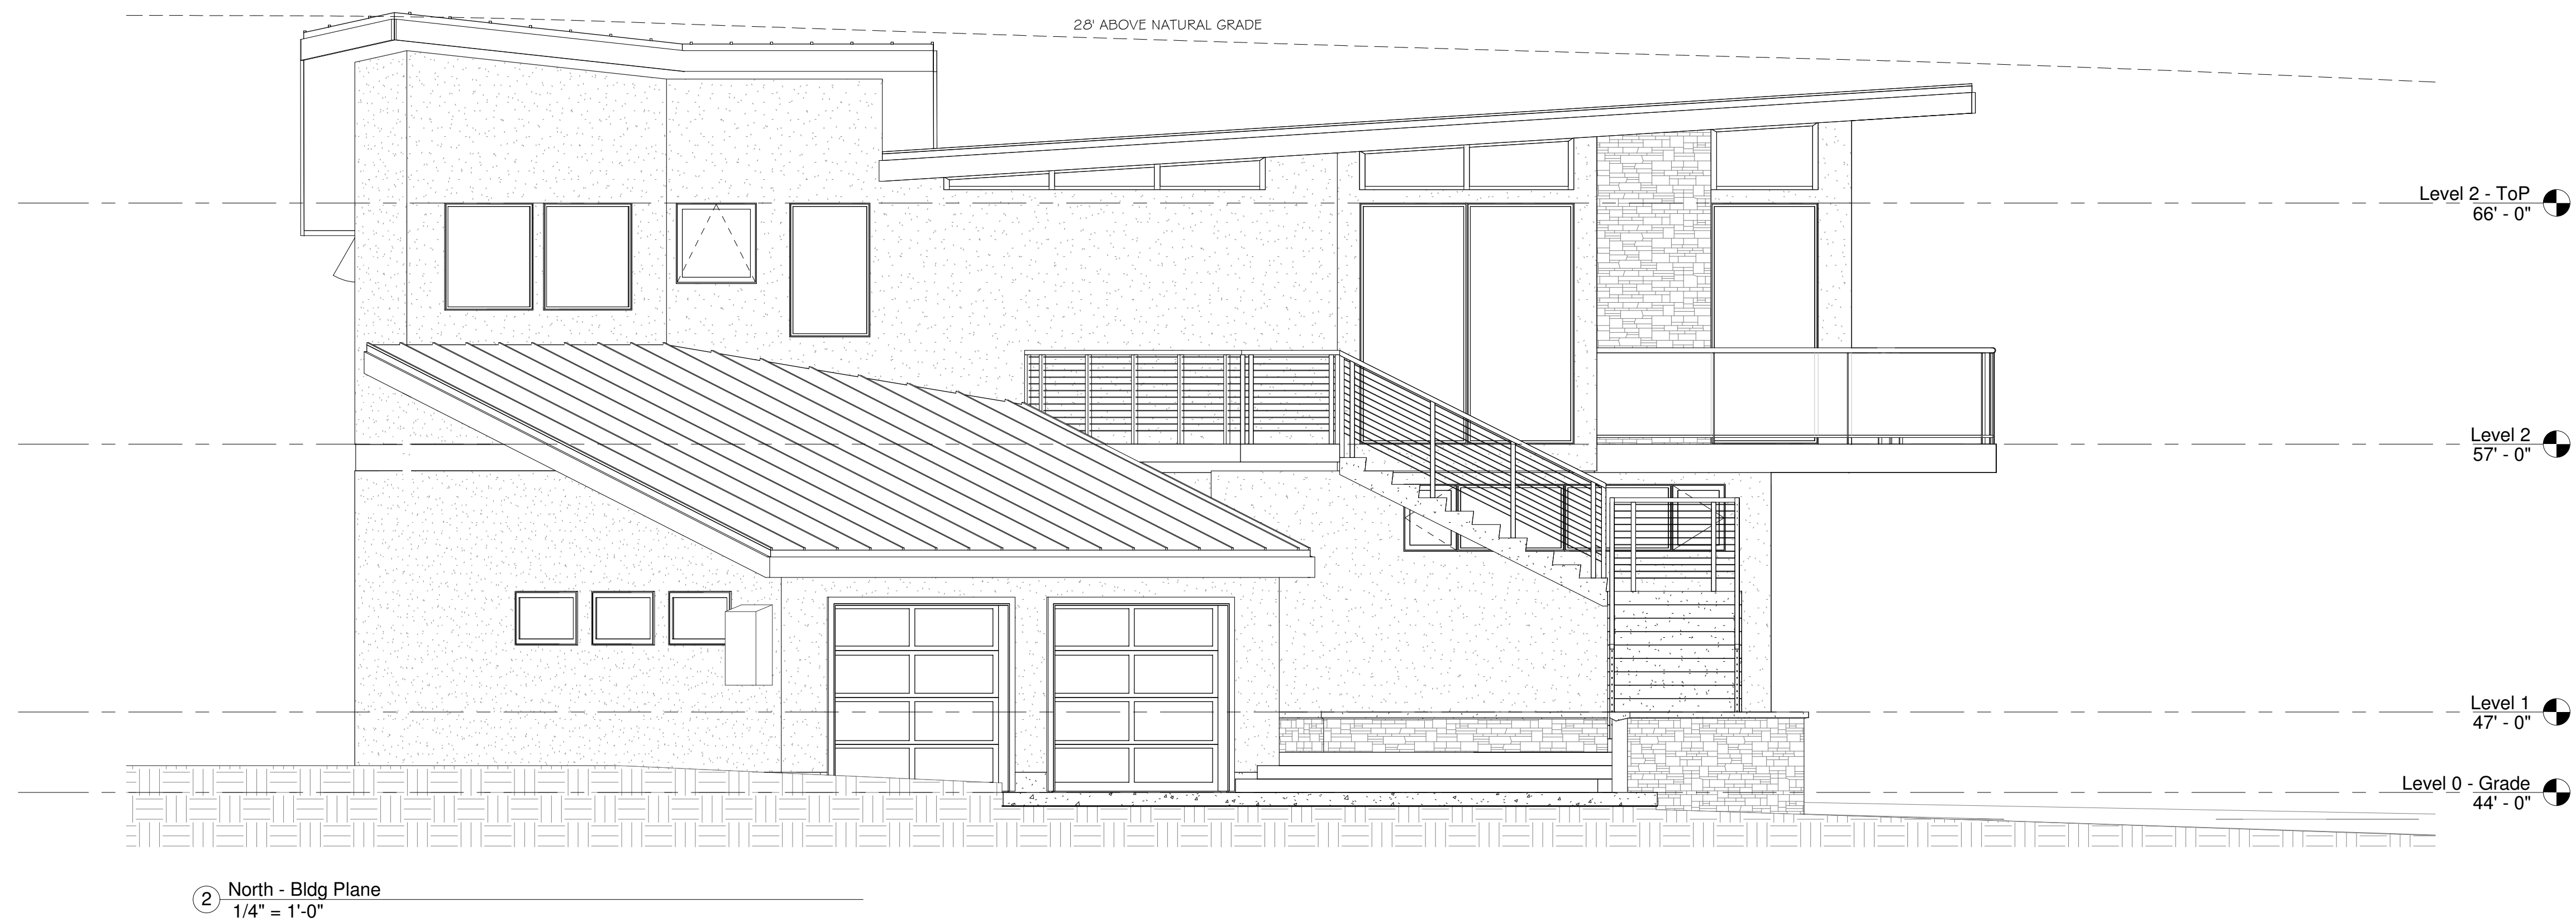 28' ABOVE NATURAL GRADE
Level 2 - ToP
66' - 0"
Level 2
57' - 0"
Level 1
47' - 0"
Level 0 - Grade
44' - 0"
2
North - Bldg Plane
1/4" = 1'-0"